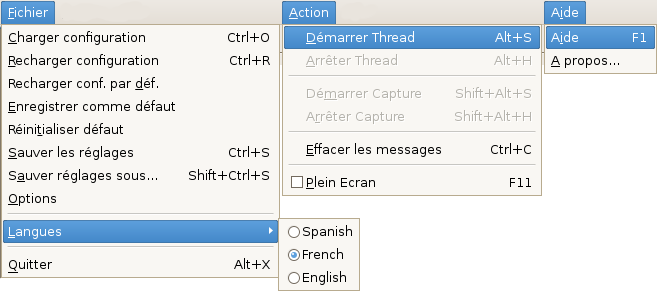 Fichier
Charger configuration Ctrl+O
Recharger configuration Ctrl+R
Recharger conf. par déf.
Enregistrer comme défaut
Réinitialiser défaut
Sauver les réglages Ctrl+S
Sauver réglages sous... Shift+Ctrl+S
Options
Langues
Quitter Alt+X
Spanish
French
English
Action
Démarrer Thread Alt+S
Arrêter Thread Alt+H
Démarrer Capture Shift+Alt+S
Arrêter Capture Shift+Alt+H
Effacer les messages Ctrl+C
Plein Ecran F11
Aide
Aide F1
A propos...